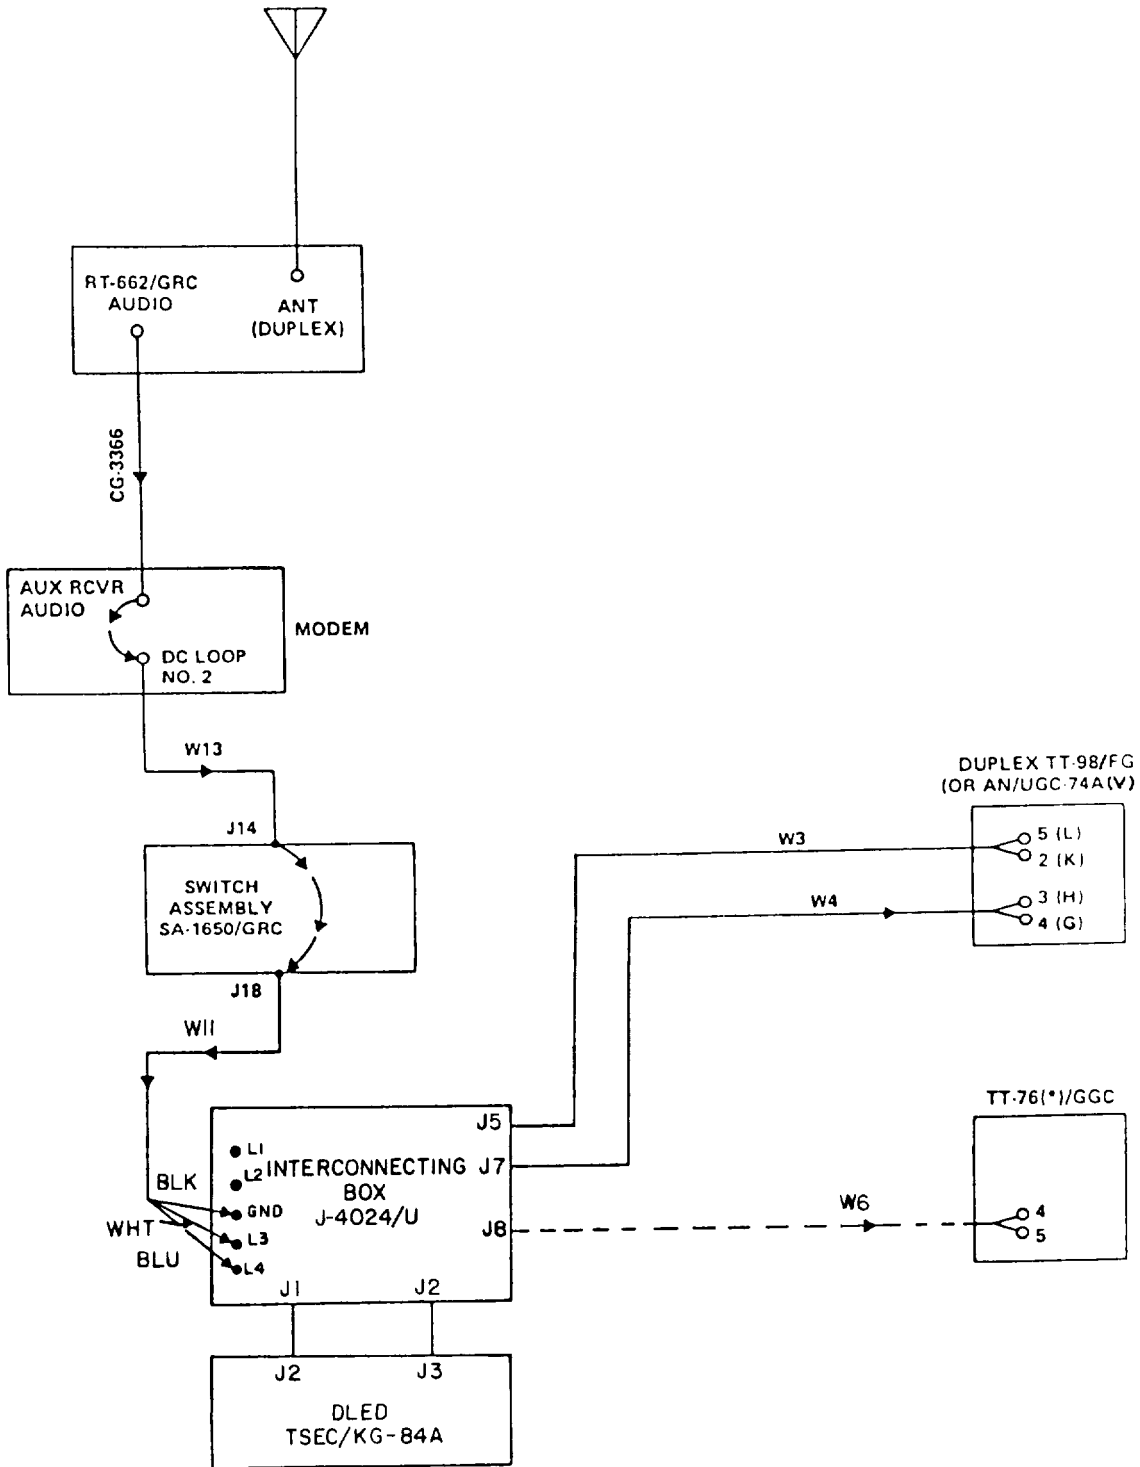 RT-662/GRC
AUDIO
ANT
(DUPLEX)
CG-3366
AUX RCVR
AUDIO
MODEM
DC LOOP
NO. 2
W13
J14
SWITCH
ASSEMBLY
SA-1650/GRC
J18
W11
DUPLEX TT-98/FG
(OR AN/UGC-74A(V)
W3
5 (L)
2 (K)
W4
3 (H)
4 (G)
TT-76(*)/GGC
W6
4
5
J5
L1
L2
INTERCONNECTING
BOX
J-4024/U
J7
BLK
GND
WHT
L3
BLU
L4
J8
J1
J2
J2
J3
DLED
TSEC/KG-84A